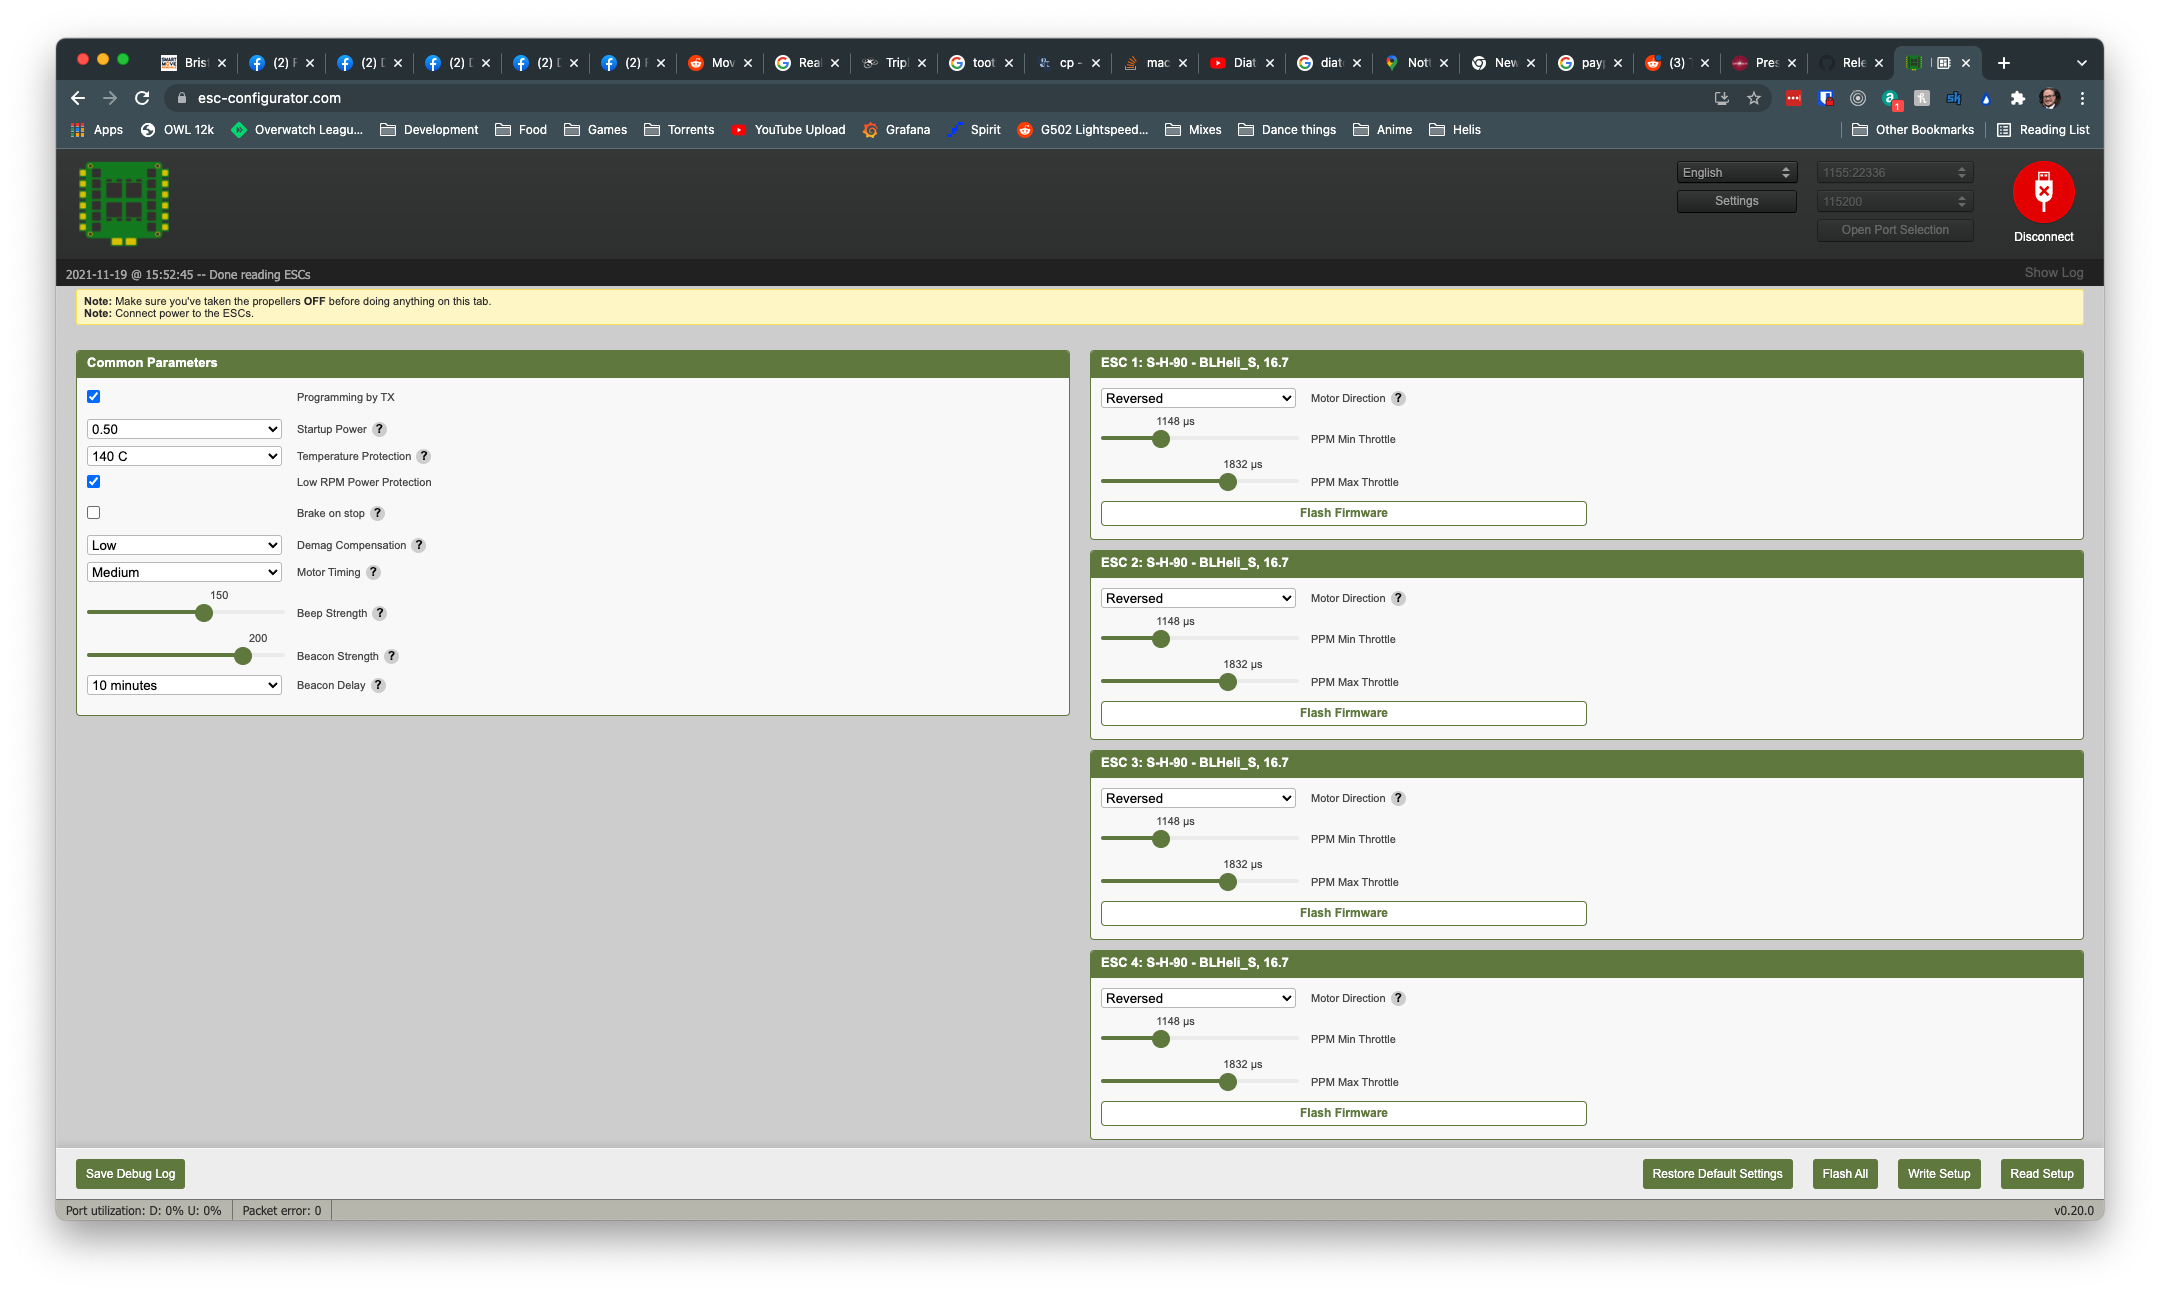 Bris
(2) F
(2) D
(2) D
(2) D
(2) F
Mov
Real
Tripl
toot
cp -
mac
Diat
diat
Nott
New
(3)
Pres
Rele
esc-configurator.com
1
Apps
OWL 12k
Overwatch Leagu...
Development
Food
Games
Torrents
YouTube Upload
Grafana
Spirit
G502 Lightspeed...
Mixes
Dance things
Anime
Helis
Other Bookmarks
Reading List
English
1155:22336
Settings
115200
Open Port Selection
Disconnect
2021-11-19 @ 15:52:45 -- Done reading ESCs
Show Log
Note: Make sure you've taken the propellers OFF before doing anything on this tab.
Note: Connect power to the ESCs.
Common Parameters
Programming by TX
0.50
Startup Power ?
140 C
Temperature Protection ?
Low RPM Power Protection
Brake on stop ?
Low
Demag Compensation ?
Medium
Motor Timing ?
150
Beep Strength ?
200
Beacon Strength ?
10 minutes
Beacon Delay ?
ESC 1: S-H-90 - BLHeli_S, 16.7
Reversed
Motor Direction ?
1148 µs
PPM Min Throttle
1832 µs
PPM Max Throttle
Flash Firmware
ESC 2: S-H-90 - BLHeli_S, 16.7
Reversed
Motor Direction ?
1148 µs
PPM Min Throttle
1832 µs
PPM Max Throttle
Flash Firmware
ESC 3: S-H-90 - BLHeli_S, 16.7
Reversed
Motor Direction ?
1148 µs
PPM Min Throttle
1832 µs
PPM Max Throttle
Flash Firmware
ESC 4: S-H-90 - BLHeli_S, 16.7
Reversed
Motor Direction ?
1148 µs
PPM Min Throttle
1832 µs
PPM Max Throttle
Flash Firmware
Save Debug Log
Restore Default Settings
Flash All
Write Setup
Read Setup
Port utilization: D: 0% U: 0%
Packet error: 0
v0.20.0